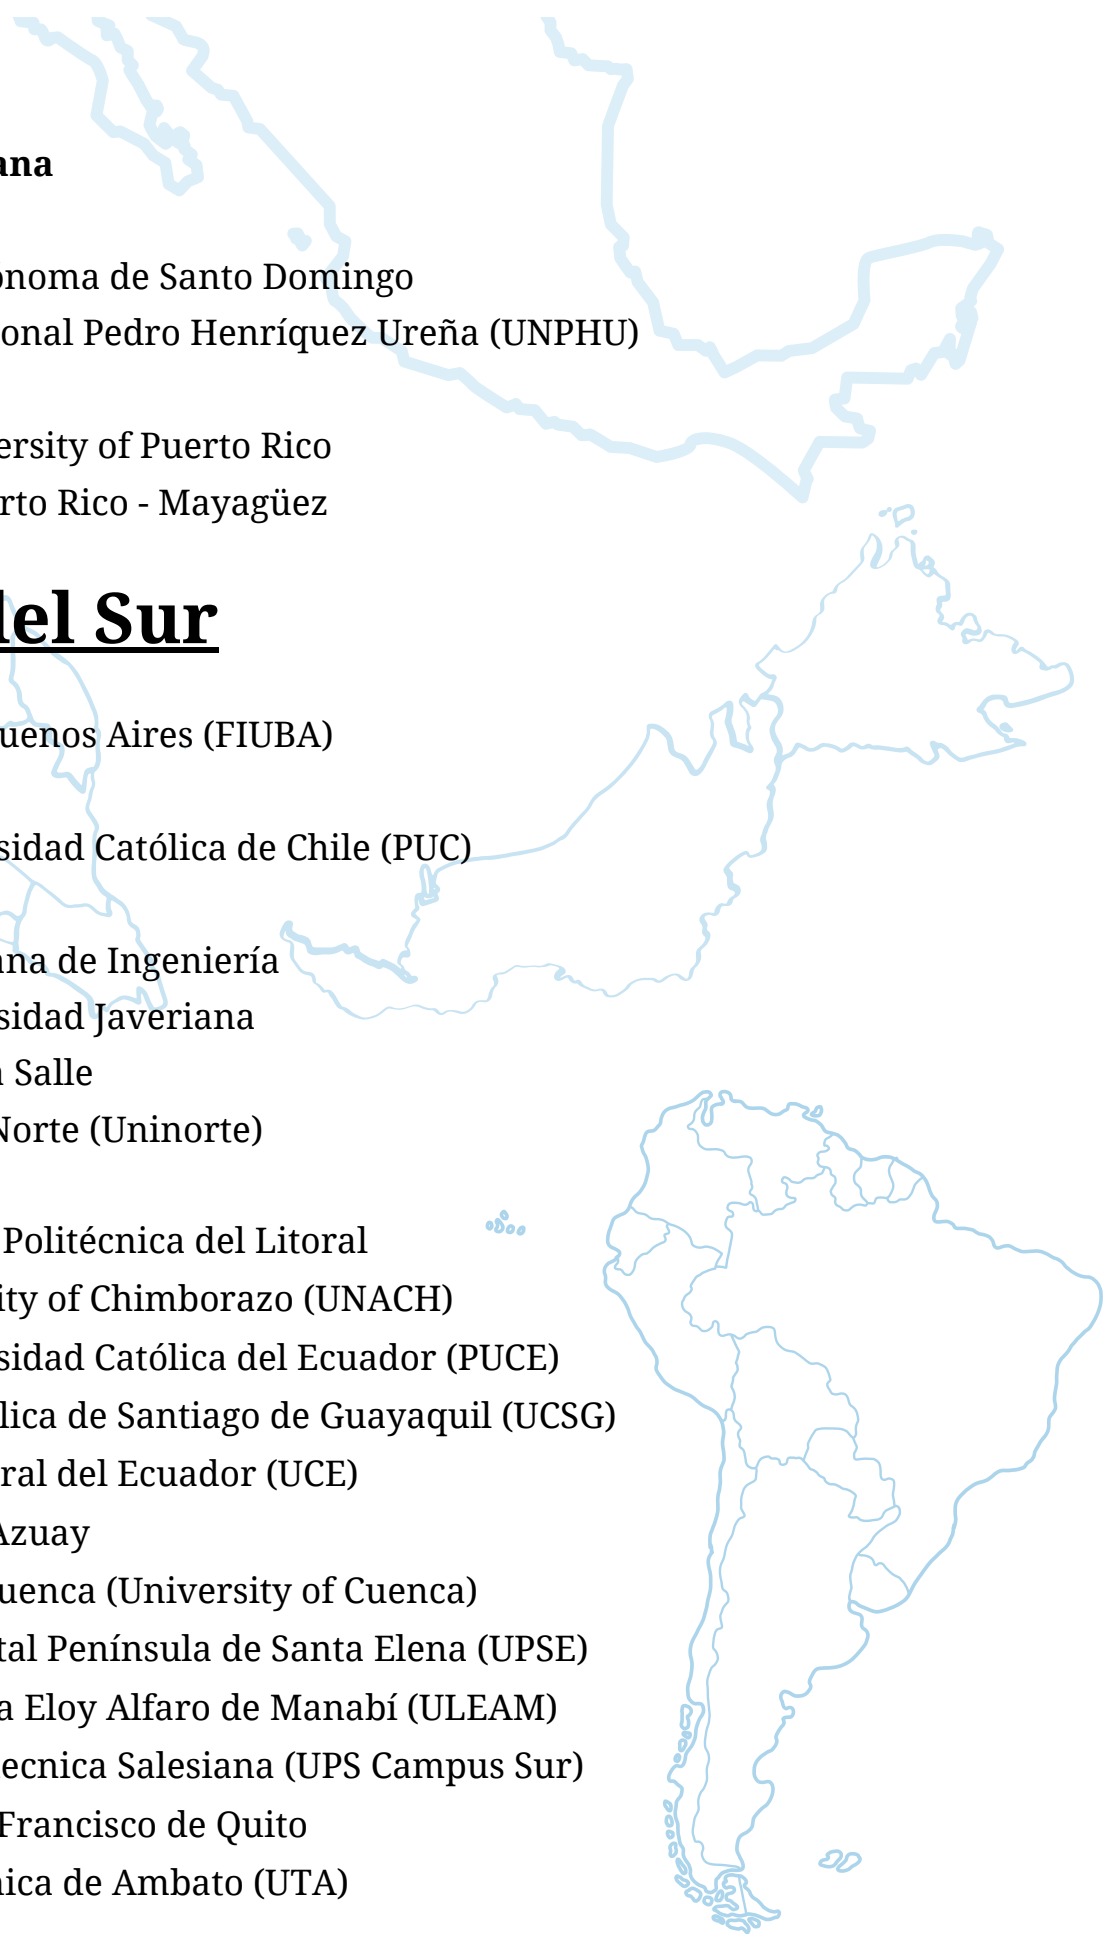 ana
ónoma de Santo Domingo
onal Pedro Henríquez Ureña (UNPHU)
ersity of Puerto Rico
rto Rico - Mayagüez
del Sur
uenos Aires (FIUBA)
sidad Católica de Chile (PUC)
ana de Ingeniería
sidad Javeriana
a Salle
Norte (Uninorte)
Politécnica del Litoral
ity of Chimborazo (UNACH)
sidad Católica del Ecuador (PUCE)
lica de Santiago de Guayaquil (UCSG)
ral del Ecuador (UCE)
Azuay
uenca (University of Cuenca)
tal Península de Santa Elena (UPSE)
a Eloy Alfaro de Manabí (ULEAM)
ecnica Salesiana (UPS Campus Sur)
Francisco de Quito
nica de Ambato (UTA)